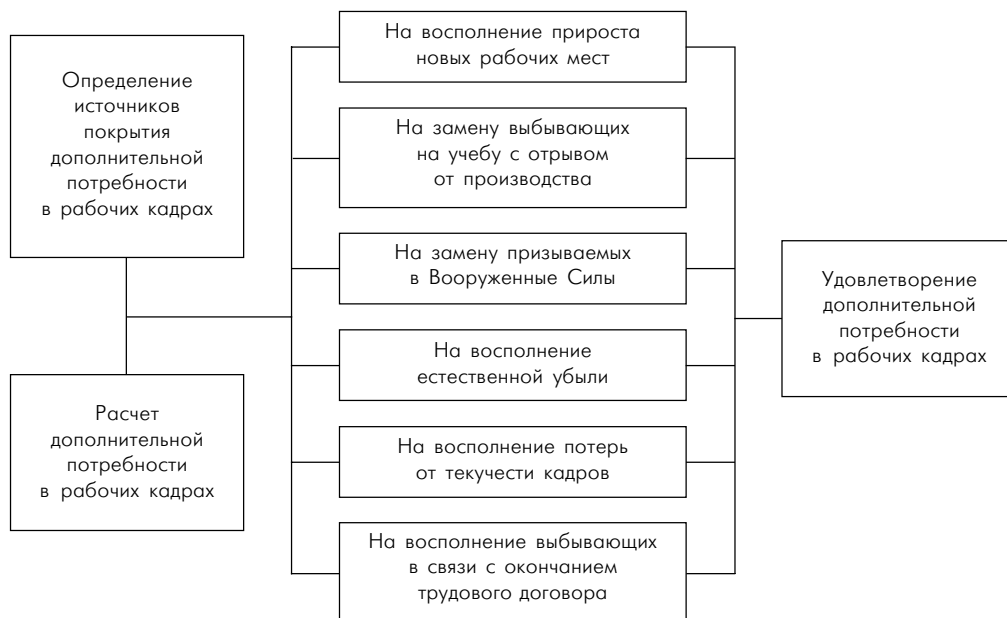 Определение
источников
покрытия
дополнительной
потребности
в рабочих кадрах
Расчет
дополнительной
потребности
в рабочих кадрах
На восполнение прироста
новых рабочих мест
На замену выбывающих
на учебу с отрывом
от производства
На замену призываемых
в Вооруженные Силы
На восполнение
естественной убыли
На восполнение потерь
от текучести кадров
На восполнение выбывающих
в связи с окончанием
трудового договора
Удовлетворение
дополнительной
потребности
в рабочих кадрах